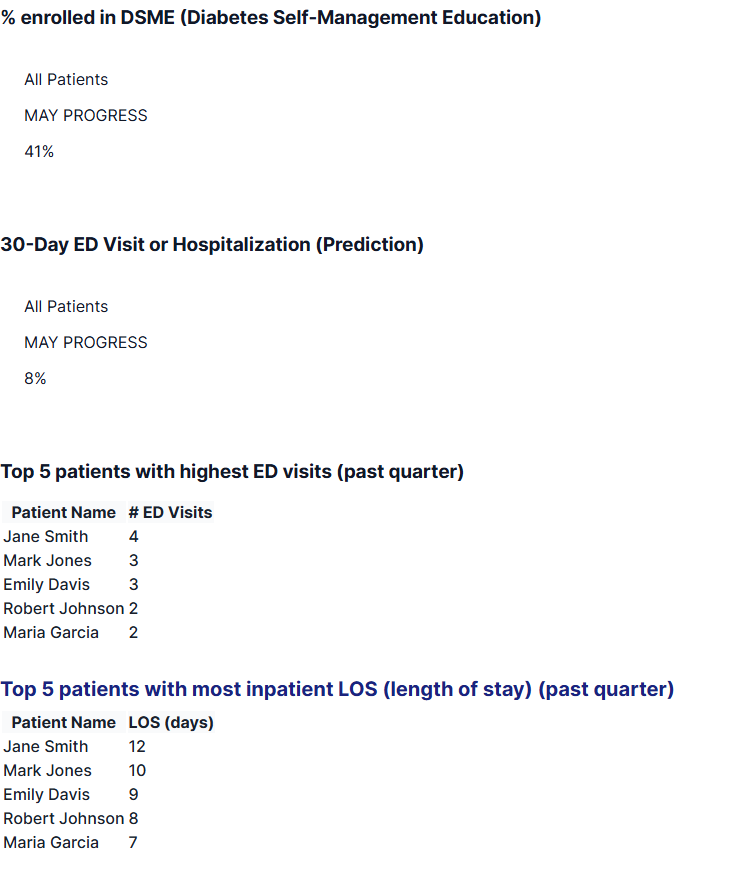 % enrolled in DSME (Diabetes Self-Management Education)
All Patients
MAY PROGRESS
41%
30-Day ED Visit or Hospitalization (Prediction)
All Patients
MAY PROGRESS
8%
Top 5 patients with highest ED visits (past quarter)
Patient Name # ED Visits
Jane Smith 4
Mark Jones 3
Emily Davis 3
Robert Johnson 2
Maria Garcia 2
Top 5 patients with most inpatient LOS (length of stay) (past quarter)
Patient Name LOS (days)
Jane Smith 12
Mark Jones 10
Emily Davis 9
Robert Johnson 8
Maria Garcia 7